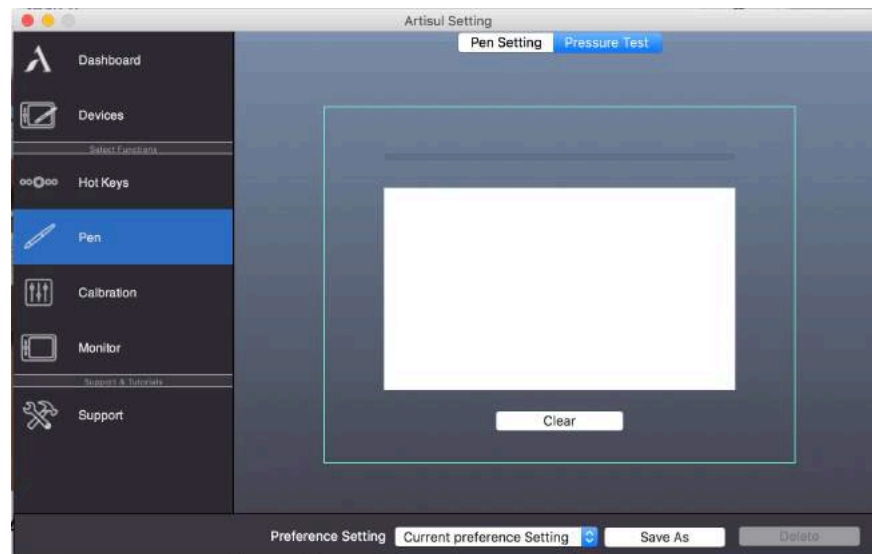 Artisul Setting
Pen Setting Pressure Test
Dashboard
Devices
Select Functions
Hot Keys
Pen
Calbration
Monitor
Support & Tutorials
Support
Clear
Preference Setting Current preference Setting Save As Delete